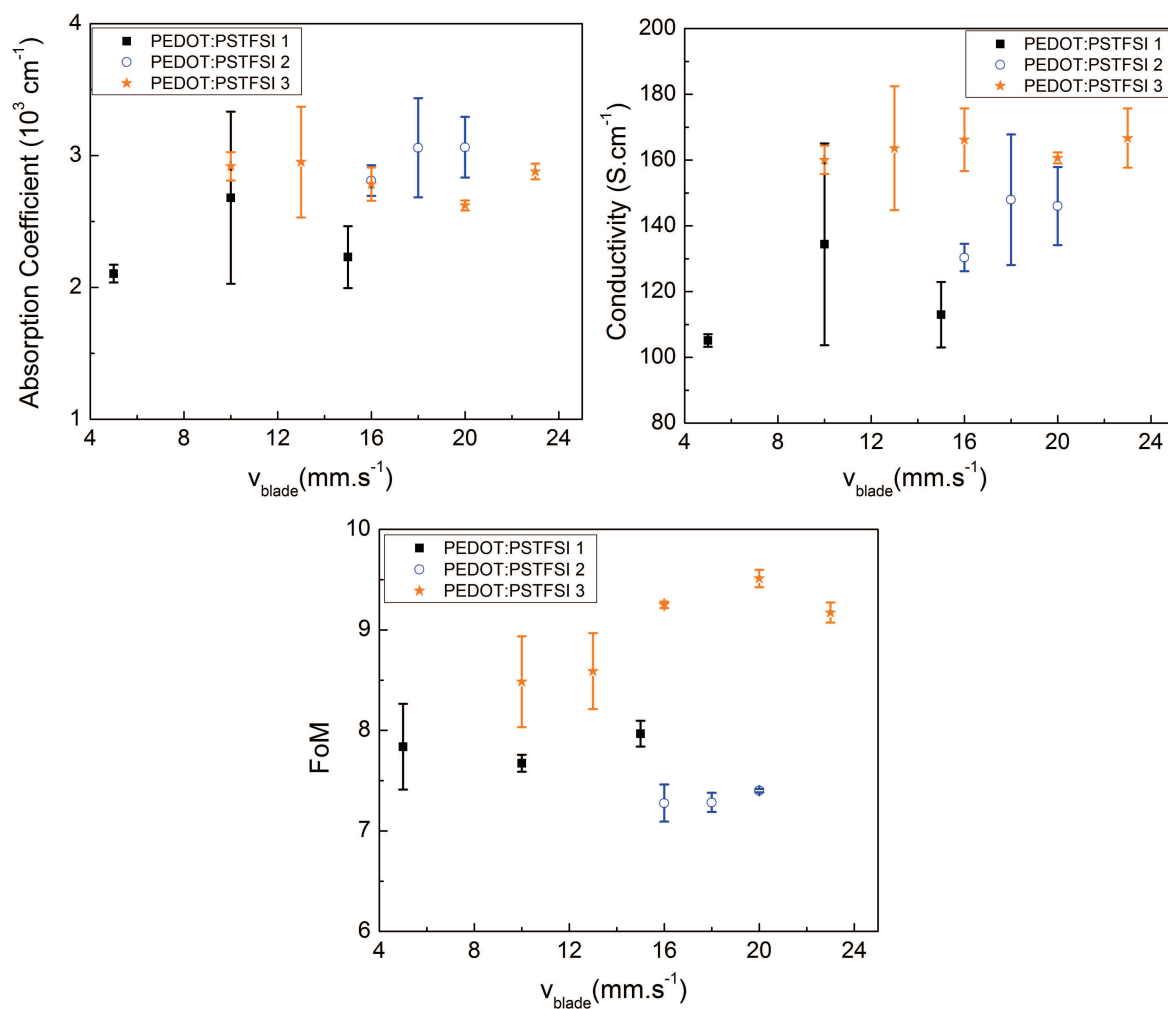 4
3
2
1
Absorption Coefficient (10³ cm⁻¹)
PEDOT:PSTFSI 1
PEDOT:PSTFSI 2
PEDOT:PSTFSI 3
4 8 12 16 20 24
v_blade(mm.s⁻¹)
200
180
160
140
120
100
80
Conductivity (S.cm⁻¹)
PEDOT:PSTFSI 1
PEDOT:PSTFSI 2
PEDOT:PSTFSI 3
4 8 12 16 20 24
v_blade(mm.s⁻¹)
10
9
8
7
6
FoM
PEDOT:PSTFSI 1
PEDOT:PSTFSI 2
PEDOT:PSTFSI 3
4 8 12 16 20 24
v_blade(mm.s⁻¹)